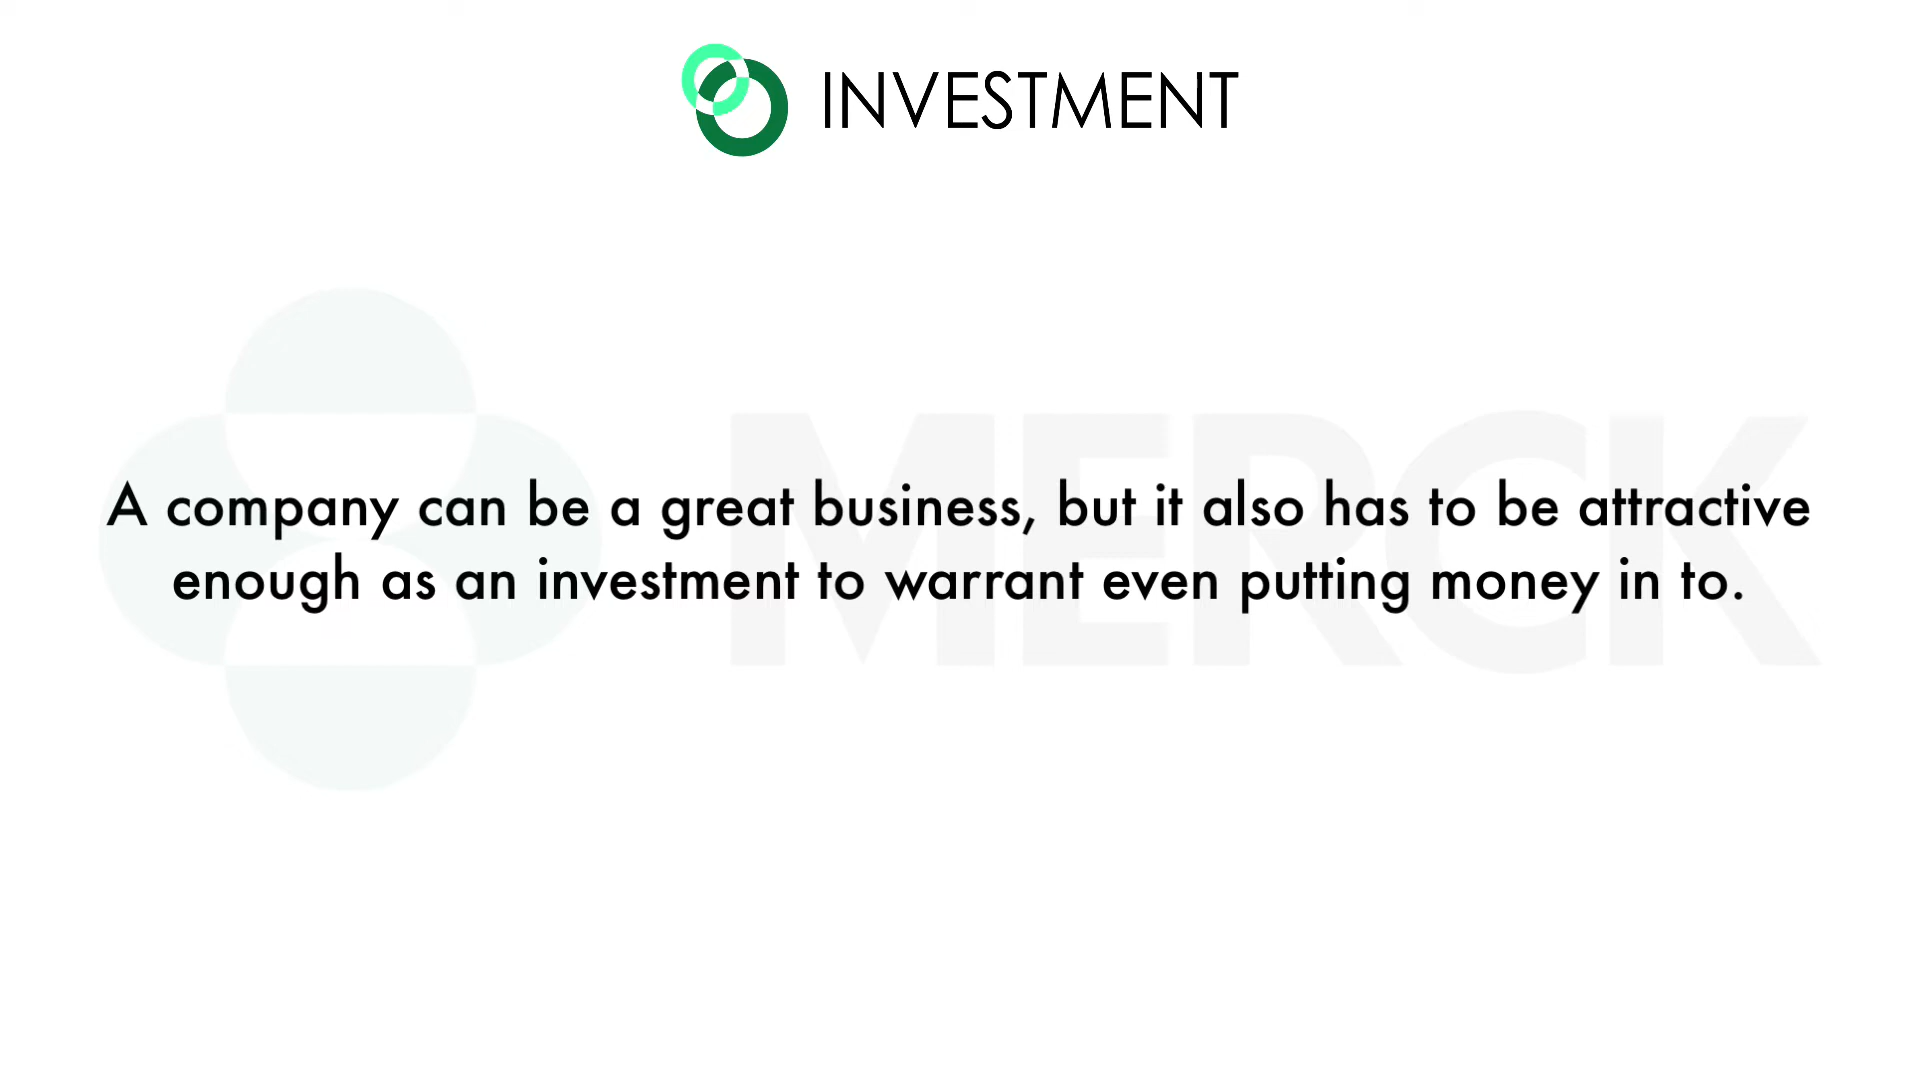 INVESTMENT
MERCK
A company can be a great business, but it also has to be attractive
enough as an investment to warrant even putting money in to.